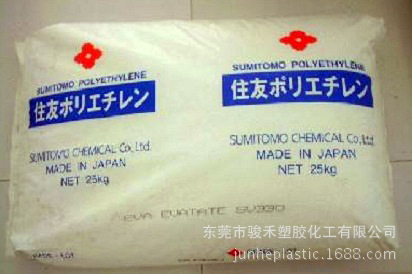 SUMITOMO POLYETHYLENE
住友ポリエチレン
SUMITOMO CHEMICAL Co., Ltd.
MADE IN JAPAN
NET 25kg
SUMITOMO POLYETHYLENE
住友ポリエチレン
SUMITOMO CHEMICAL Co., Ltd.
MADE IN JAPAN
NET 25kg
EVA EVATATE
东莞市骏禾塑胶化工有限公司
junheplastic.1688.com